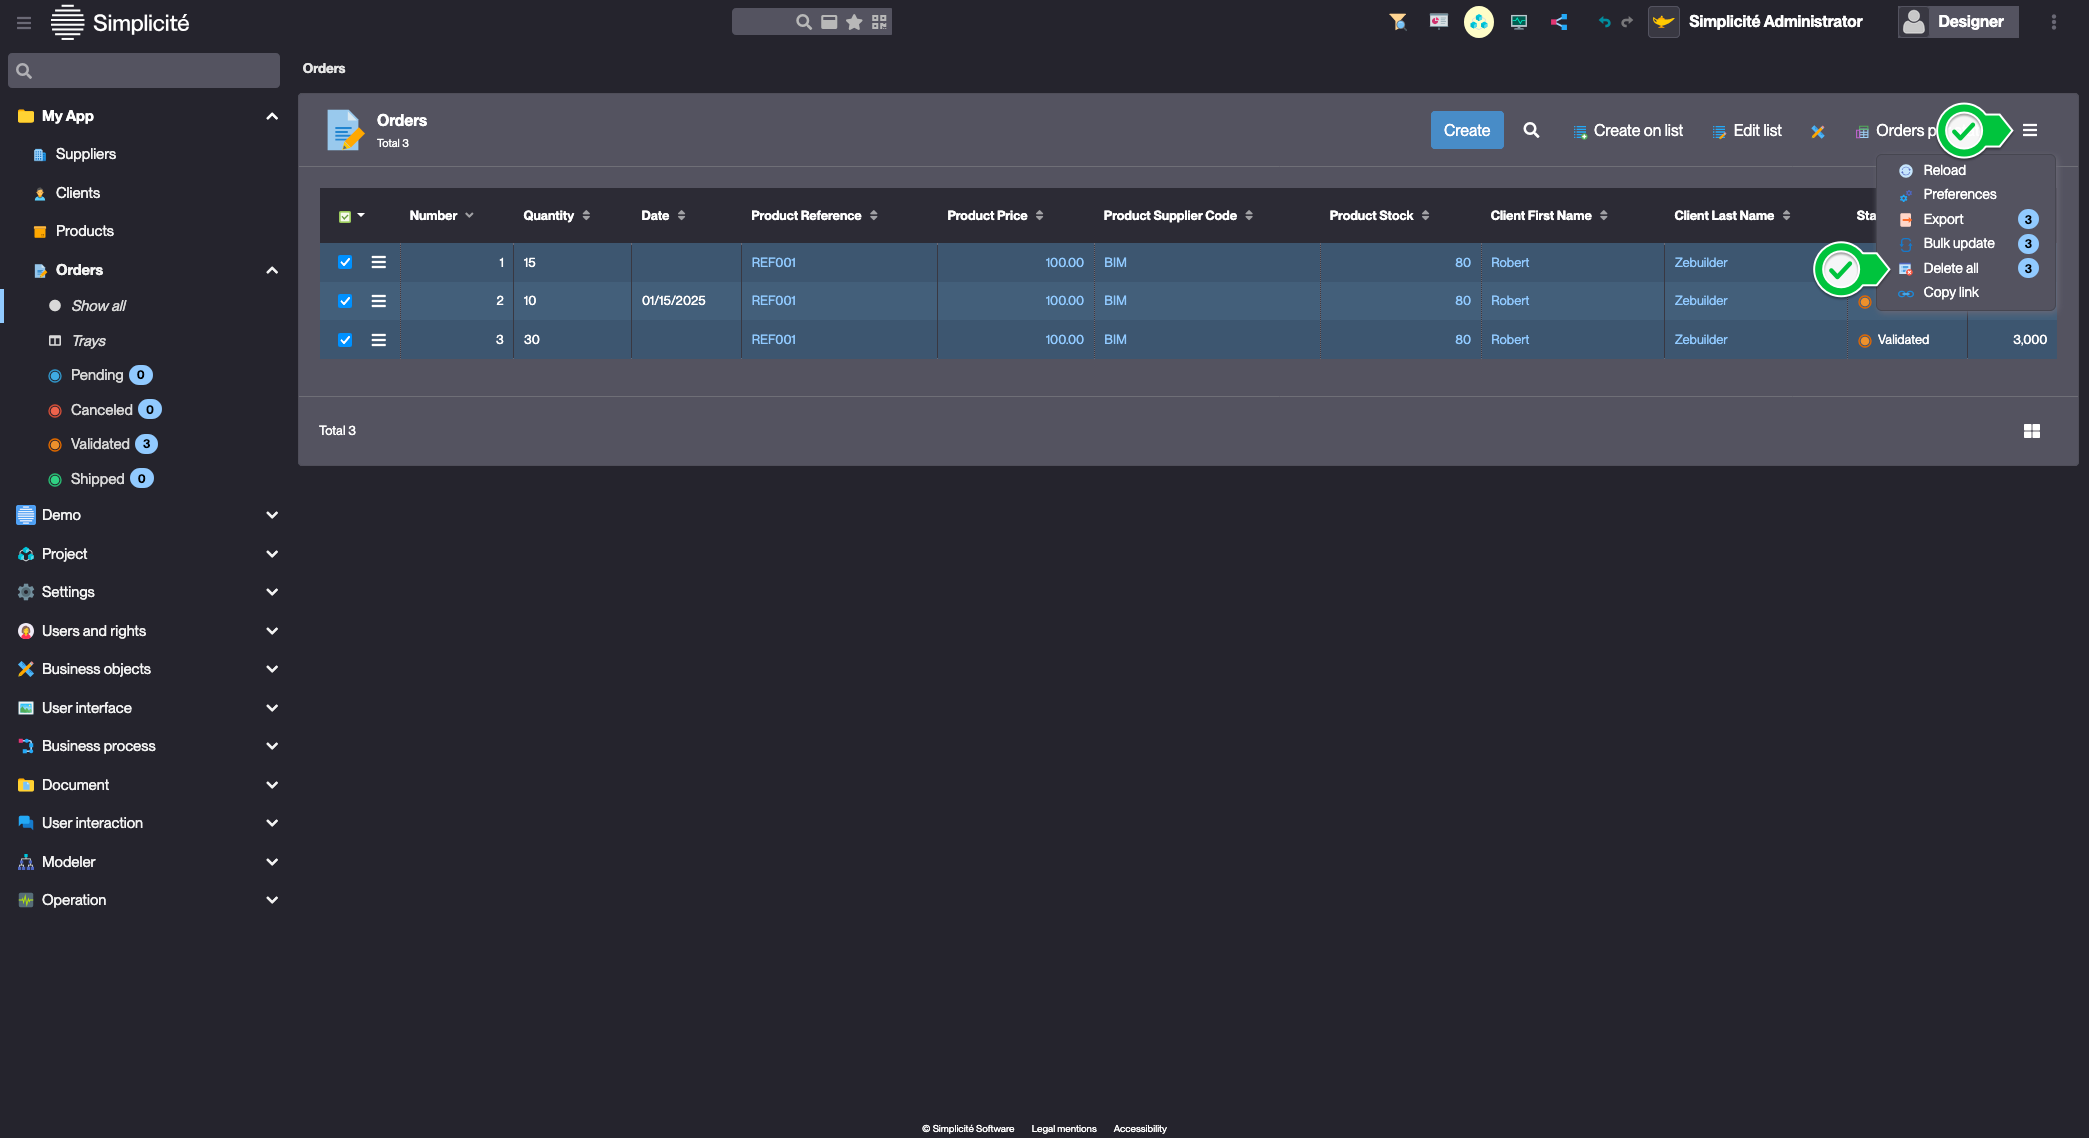 Simplicité
Simplicité Administrator
Designer
My App
Suppliers
Clients
Products
Orders
Show all
Trays
Pending 0
Canceled 0
Validated 3
Shipped 0
Demo
Project
Settings
Users and rights
Business objects
User interface
Business process
Document
User interaction
Modeler
Operation
Orders
Orders
Total 3
Create
Create on list
Edit list
Orders p
Reload
Preferences
Export 3
Bulk update 3
Delete all 3
Copy link
Number Quantity Date Product Reference Product Price Product Supplier Code Product Stock Client First Name Client Last Name Sta
1 15 REF001 100.00 BIM 80 Robert Zebuilder
2 10 01/15/2025 REF001 100.00 BIM 80 Robert Zebuilder
3 30 REF001 100.00 BIM 80 Robert Zebuilder Validated 3,000
Total 3
© Simplicité Software Legal mentions Accessibility